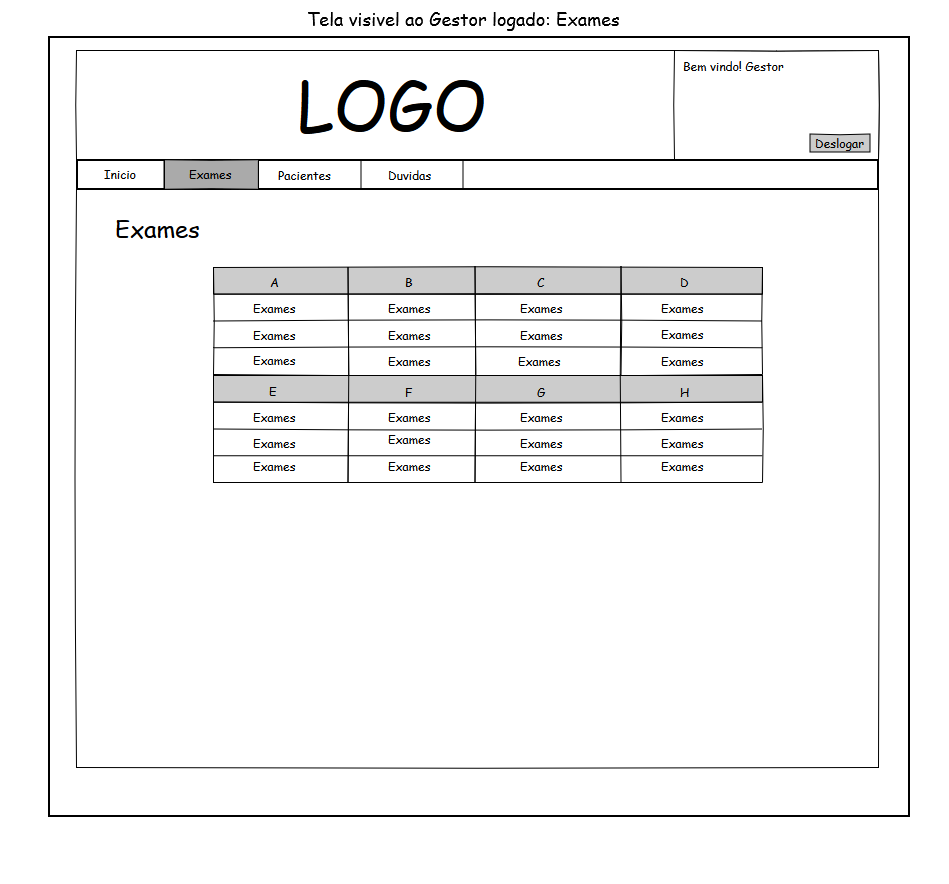 Tela visivel ao Gestor logado: Exames
LOGO
Bem vindo! Gestor
Deslogar
Inicio Exames Pacientes Duvidas
Exames
A B C D
Exames Exames Exames Exames
Exames Exames Exames Exames
Exames Exames Exames Exames
E F G H
Exames Exames Exames Exames
Exames Exames Exames Exames
Exames Exames Exames Exames